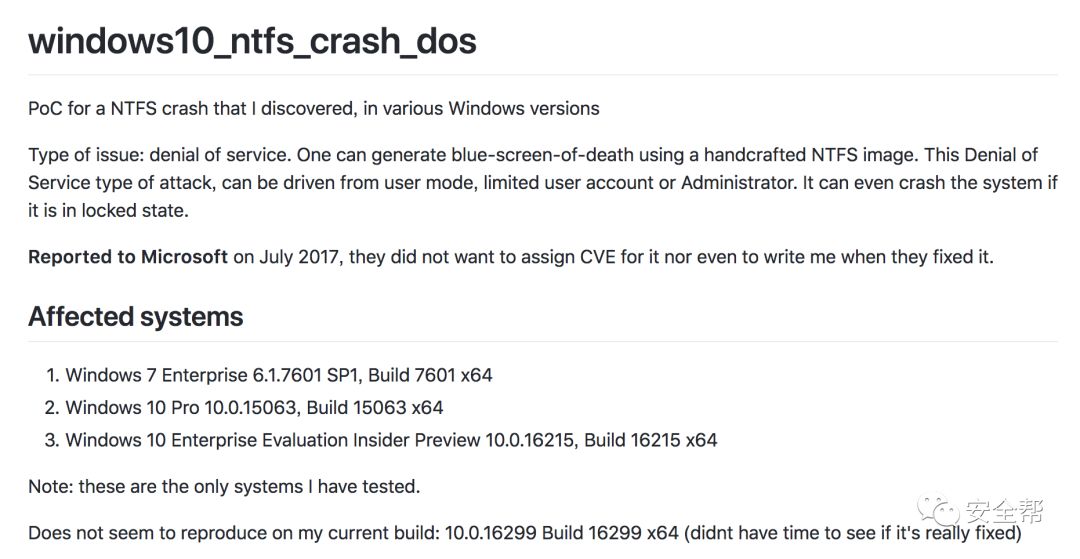 windows10_ntfs_crash_dos
PoC for a NTFS crash that I discovered, in various Windows versions
Type of issue: denial of service. One can generate blue-screen-of-death using a handcrafted NTFS image. This Denial of
Service type of attack, can be driven from user mode, limited user account or Administrator. It can even crash the system if
it is in locked state.
Reported to Microsoft on July 2017, they did not want to assign CVE for it nor even to write me when they fixed it.
Affected systems
1. Windows 7 Enterprise 6.1.7601 SP1, Build 7601 x64
2. Windows 10 Pro 10.0.15063, Build 15063 x64
3. Windows 10 Enterprise Evaluation Insider Preview 10.0.16215, Build 16215 x64
Note: these are the only systems I have tested.
安全帮
Does not seem to reproduce on my current build: 10.0.16299 Build 16299 x64 (didnt have time to see if it's really fixed)